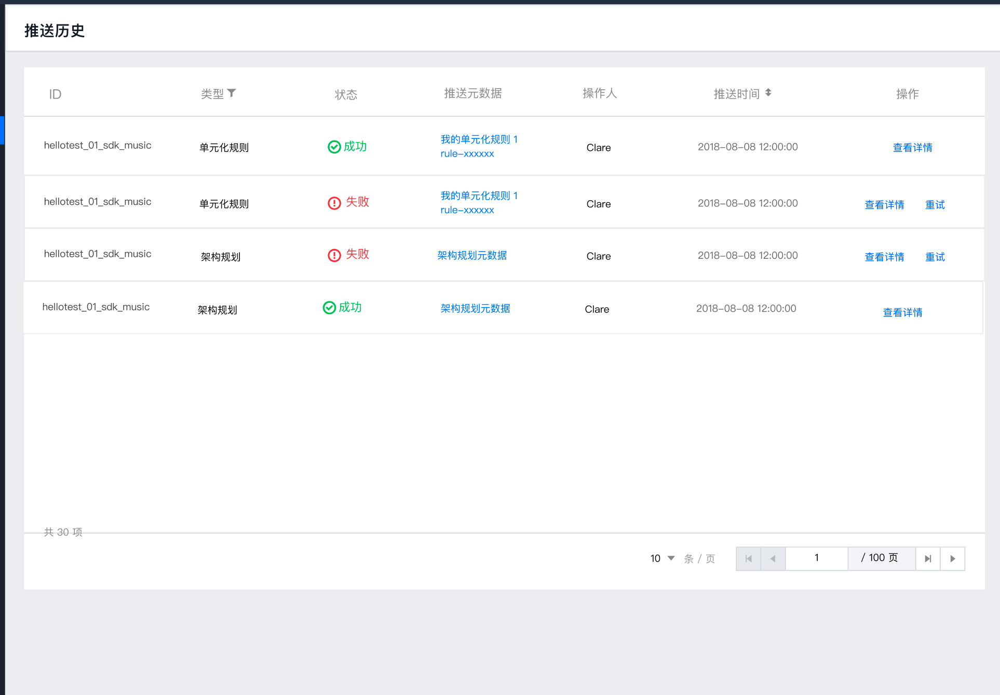 推送历史
ID 类型 状态 推送元数据 操作人 推送时间 操作
hellotest_01_sdk_music 单元化规则 成功 我的单元化规则 1 Clare 2018-08-08 12:00:00 查看详情
rule-xxxxxx
hellotest_01_sdk_music 单元化规则 失败 我的单元化规则 1 Clare 2018-08-08 12:00:00 查看详情 重试
rule-xxxxxx
hellotest_01_sdk_music 架构规划 失败 架构规划元数据 Clare 2018-08-08 12:00:00 查看详情 重试
hellotest_01_sdk_music 架构规划 成功 架构规划元数据 Clare 2018-08-08 12:00:00 查看详情
共 30 项
10 条 / 页 1 / 100 页